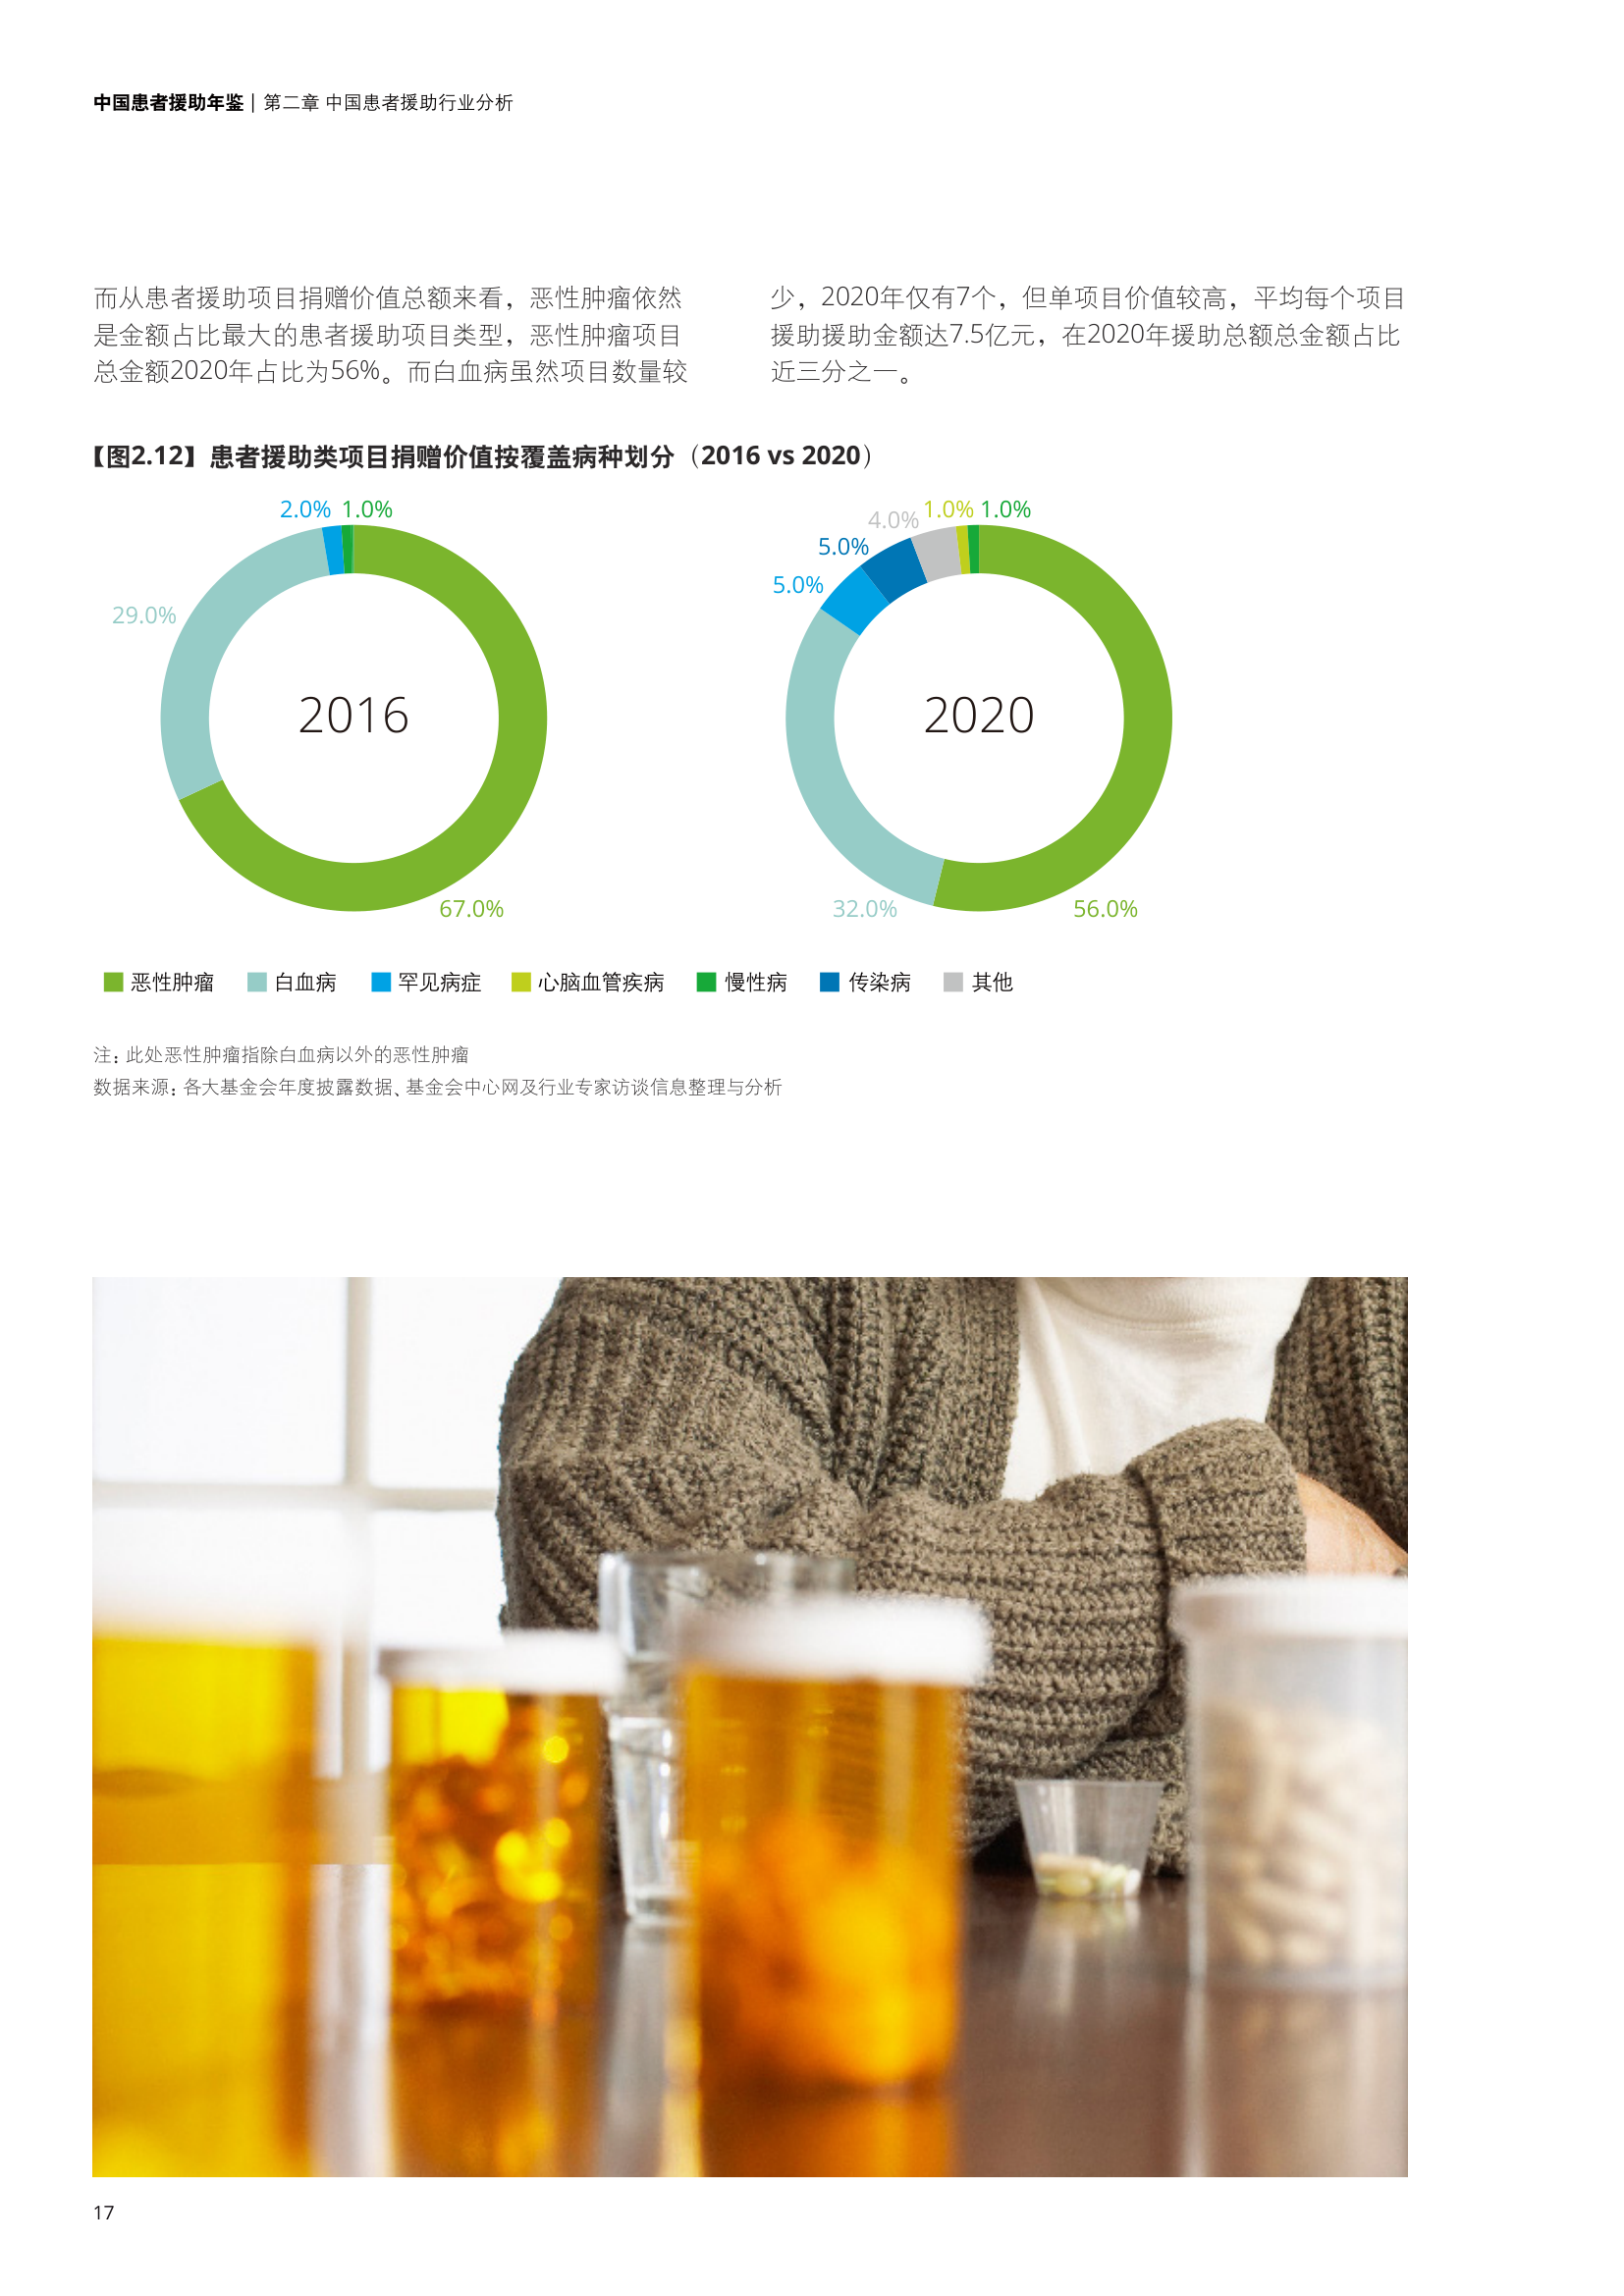 中国患者援助年鉴 | 第二章 中国患者援助行业分析
而从患者援助项目捐赠价值总额来看，恶性肿瘤依然
是金额占比最大的患者援助项目类型，恶性肿瘤项目
总金额2020年占比为56%。而白血病虽然项目数量较
少，2020年仅有7个，但单项目价值较高，平均每个项目
援助援助金额达7.5亿元，在2020年援助总额总金额占比
近三分之一。
【图2.12】患者援助类项目捐赠价值按覆盖病种划分（2016 vs 2020）
2.0% 1.0%
29.0%
2016
67.0%
4.0% 1.0% 1.0%
5.0%
5.0%
2020
32.0% 56.0%
恶性肿瘤 白血病 罕见病症 心脑血管疾病 慢性病 传染病 其他
注：此处恶性肿瘤指除白血病以外的恶性肿瘤
数据来源：各大基金会年度披露数据、基金会中心网及行业专家访谈信息整理与分析
17